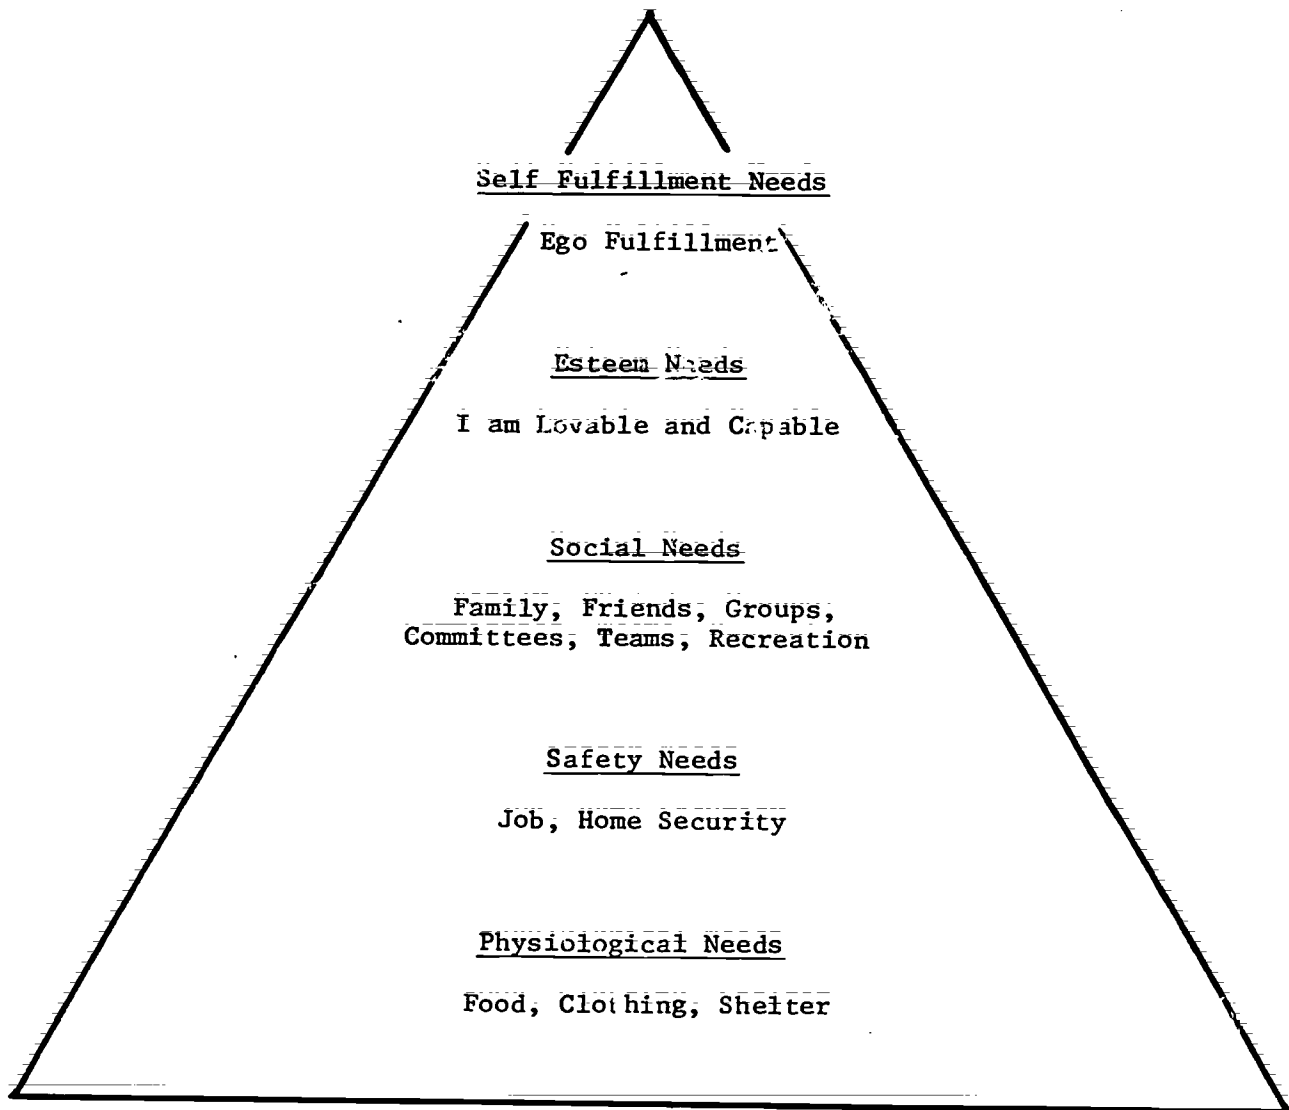 Self Fulfillment Needs
Ego Fulfillment
Esteem Needs
I am Lovable and Capable
Social Needs
Family, Friends, Groups,
Committees, Teams, Recreation
Safety Needs
Job, Home Security
Physiological Needs
Food, Clothing, Shelter